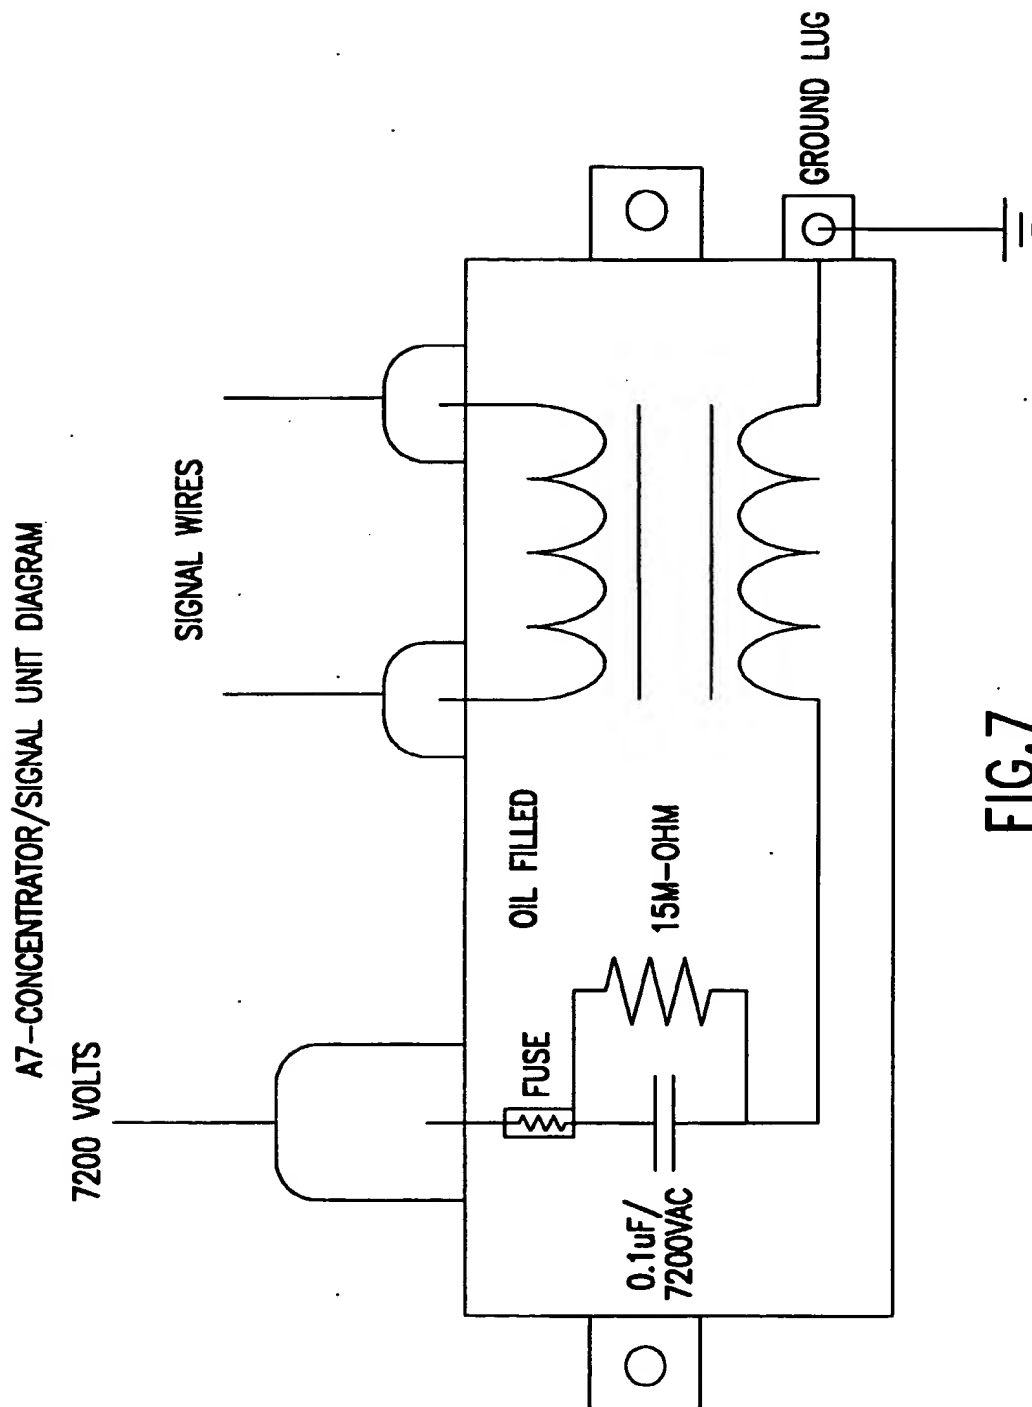 A7-CONCENTRATOR/SIGNAL UNIT DIAGRAM
7200 VOLTS
SIGNAL WIRES
FUSE
OIL FILLED
0.1uF/
7200VAC
15M-OHM
GROUND LUG
FIG.7